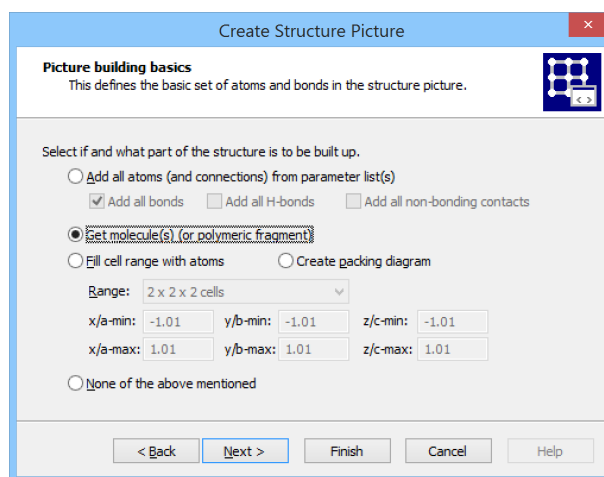 Create Structure Picture
Picture building basics
This defines the basic set of atoms and bonds in the structure picture.
Select if and what part of the structure is to be built up.
Add all atoms (and connections) from parameter list(s)
Add all bonds Add all H-bonds Add all non-bonding contacts
Get molecule(s) (or polymeric fragment)
Fill cell range with atoms Create packing diagram
Range: 2 x 2 x 2 cells
x/a-min: -1.01 y/b-min: -1.01 z/c-min: -1.01
x/a-max: 1.01 y/b-max: 1.01 z/c-max: 1.01
None of the above mentioned
< Back Next > Finish Cancel Help